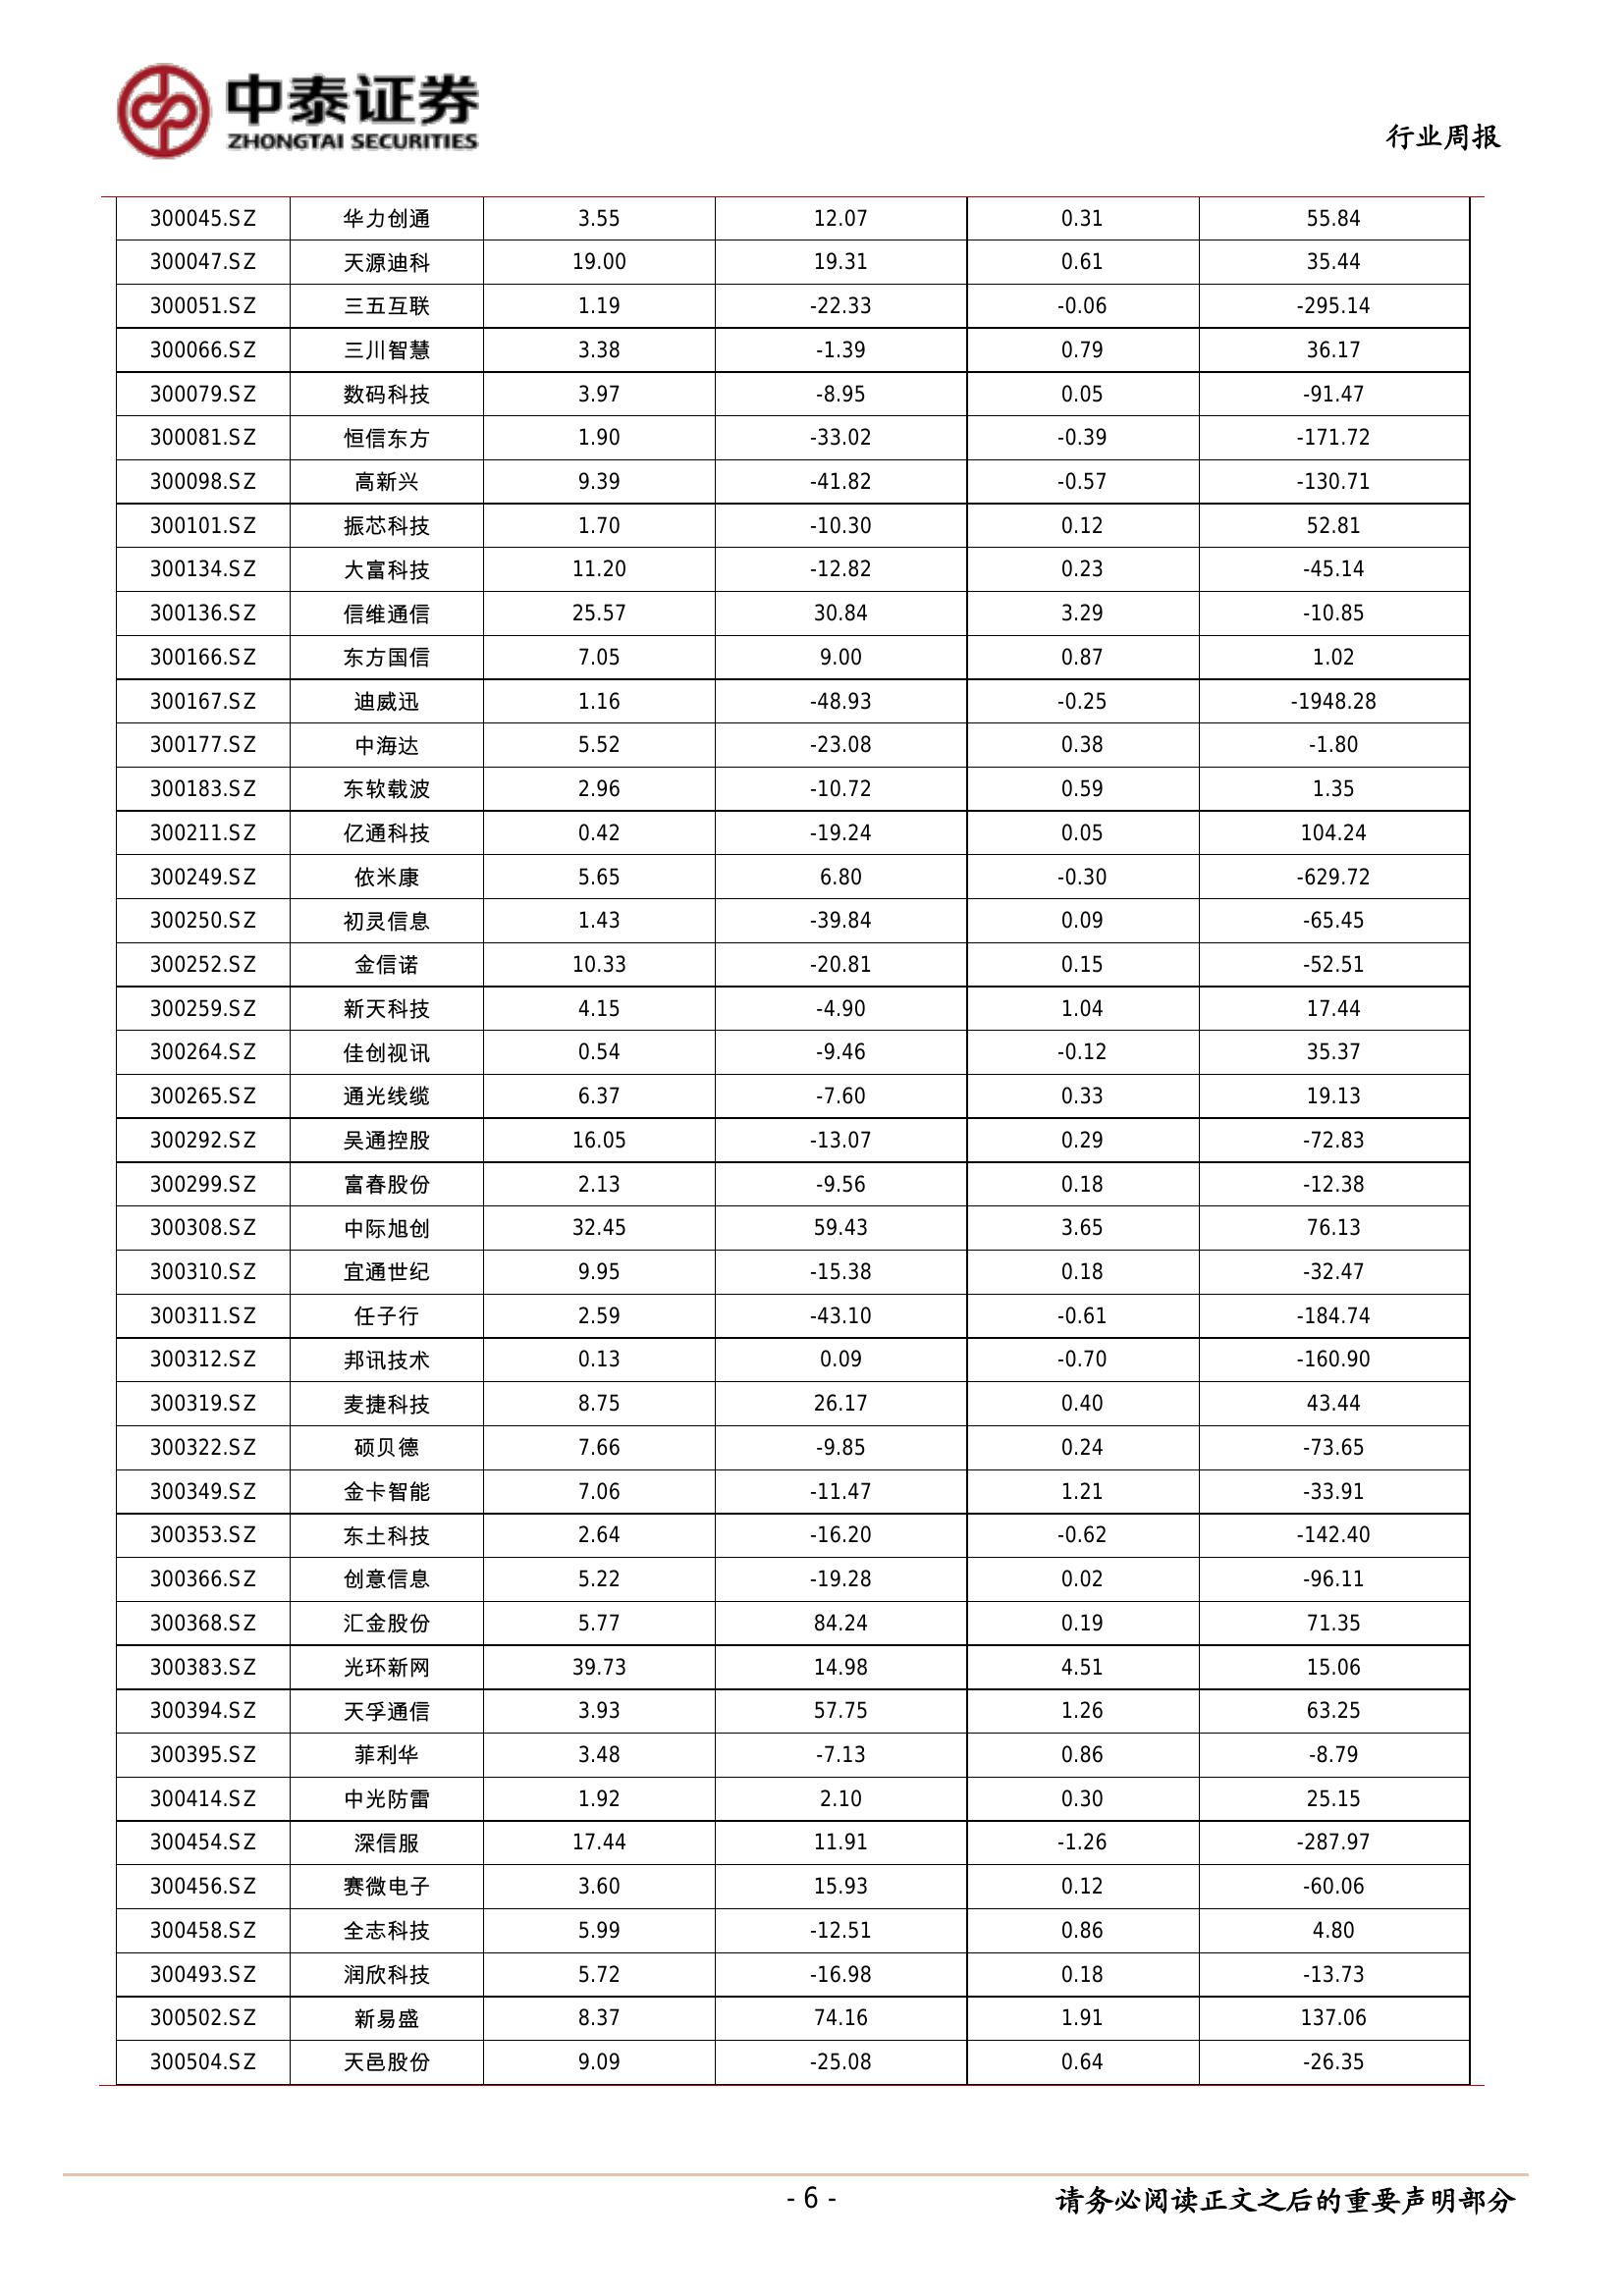 中泰证券
ZHONGTAI SECURITIES
行业周报
300045.SZ 华力创通 3.55 12.07 0.31 55.84
300047.SZ 天源迪科 19.00 19.31 0.61 35.44
300051.SZ 三五互联 1.19 -22.33 -0.06 -295.14
300066.SZ 三川智慧 3.38 -1.39 0.79 36.17
300079.SZ 数码科技 3.97 -8.95 0.05 -91.47
300081.SZ 恒信东方 1.90 -33.02 -0.39 -171.72
300098.SZ 高新兴 9.39 -41.82 -0.57 -130.71
300101.SZ 振芯科技 1.70 -10.30 0.12 52.81
300134.SZ 大富科技 11.20 -12.82 0.23 -45.14
300136.SZ 信维通信 25.57 30.84 3.29 -10.85
300166.SZ 东方国信 7.05 9.00 0.87 1.02
300167.SZ 迪威迅 1.16 -48.93 -0.25 -1948.28
300177.SZ 中海达 5.52 -23.08 0.38 -1.80
300183.SZ 东软载波 2.96 -10.72 0.59 1.35
300211.SZ 亿通科技 0.42 -19.24 0.05 104.24
300249.SZ 依米康 5.65 6.80 -0.30 -629.72
300250.SZ 初灵信息 1.43 -39.84 0.09 -65.45
300252.SZ 金信诺 10.33 -20.81 0.15 -52.51
300259.SZ 新天科技 4.15 -4.90 1.04 17.44
300264.SZ 佳创视讯 0.54 -9.46 -0.12 35.37
300265.SZ 通光线缆 6.37 -7.60 0.33 19.13
300292.SZ 吴通控股 16.05 -13.07 0.29 -72.83
300299.SZ 富春股份 2.13 -9.56 0.18 -12.38
300308.SZ 中际旭创 32.45 59.43 3.65 76.13
300310.SZ 宜通世纪 9.95 -15.38 0.18 -32.47
300311.SZ 任子行 2.59 -43.10 -0.61 -184.74
300312.SZ 邦讯技术 0.13 0.09 -0.70 -160.90
300319.SZ 麦捷科技 8.75 26.17 0.40 43.44
300322.SZ 硕贝德 7.66 -9.85 0.24 -73.65
300349.SZ 金卡智能 7.06 -11.47 1.21 -33.91
300353.SZ 东土科技 2.64 -16.20 -0.62 -142.40
300366.SZ 创意信息 5.22 -19.28 0.02 -96.11
300368.SZ 汇金股份 5.77 84.24 0.19 71.35
300383.SZ 光环新网 39.73 14.98 4.51 15.06
300394.SZ 天孚通信 3.93 57.75 1.26 63.25
300395.SZ 菲利华 3.48 -7.13 0.86 -8.79
300414.SZ 中光防雷 1.92 2.10 0.30 25.15
300454.SZ 深信服 17.44 11.91 -1.26 -287.97
300456.SZ 赛微电子 3.60 15.93 0.12 -60.06
300458.SZ 全志科技 5.99 -12.51 0.86 4.80
300493.SZ 润欣科技 5.72 -16.98 0.18 -13.73
300502.SZ 新易盛 8.37 74.16 1.91 137.06
300504.SZ 天邑股份 9.09 -25.08 0.64 -26.35
- 6 -
请务必阅读正文之后的重要声明部分